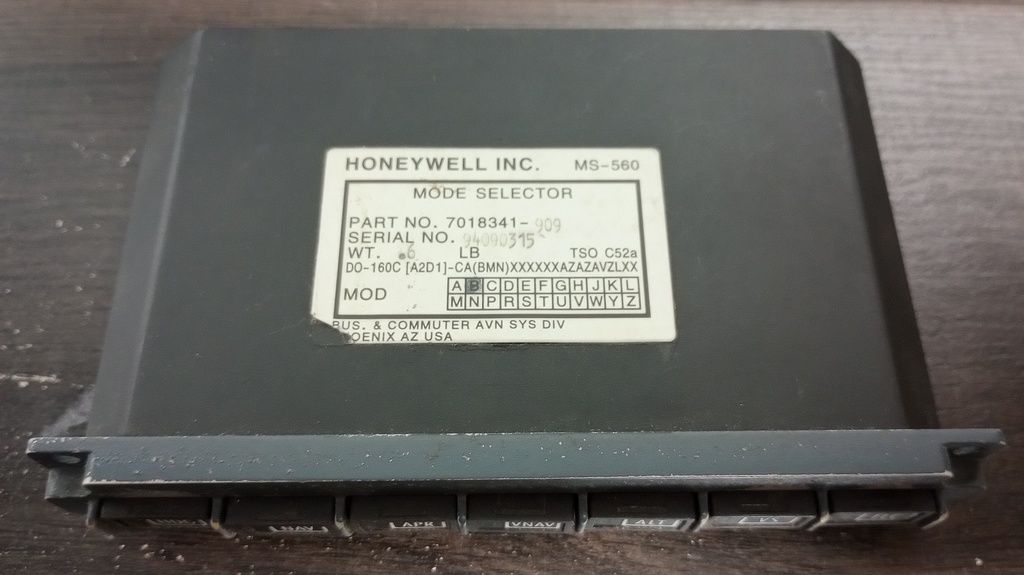 HONEYWELL INC. MS-560
MODE SELECTOR
PART NO. 7018341-909
SERIAL NO. 94090315
WT. .6 LB TSO C52a
DO-160C [A2D1]-CA(BMN)XXXXXXAZAZAVZLXX
MOD A B C D E F G H J K L
M N P R S T U V W Y Z
BUS. & COMMUTER AVN SYS DIV
OENIX AZ USA
NAV APR VNAV ALT